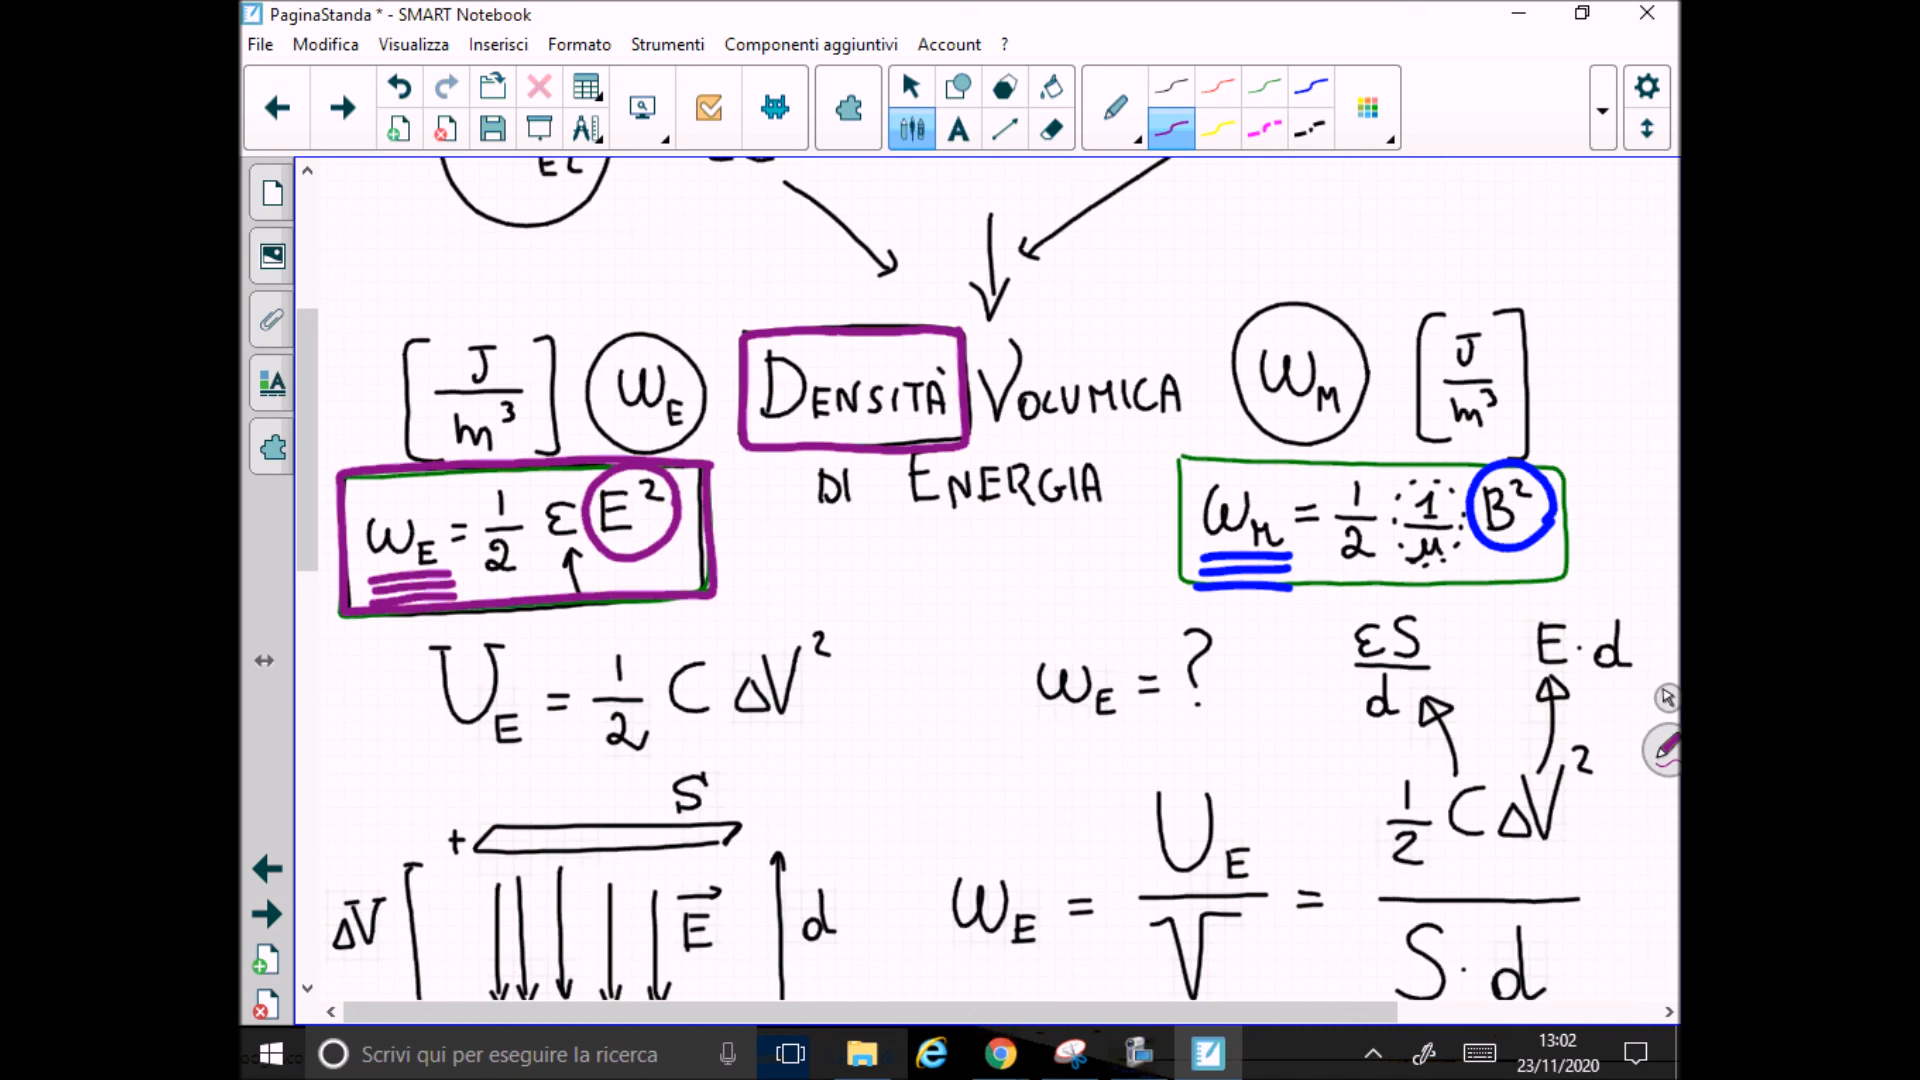 PaginaStanda * - SMART Notebook
File Modifica Visualizza Inserisci Formato Strumenti Componenti aggiuntivi Account ?
EL
[J/m³] W_E DENSITÀ VOLUMICA W_M [J/m³]
DI ENERGIA
w_E = 1/2 ε E²
w_M = 1/2 1/μ B²
U_E = 1/2 C ΔV²
w_E = ?
εS/d
E · d
S
+
ΔV
E
d
w_E = U_E/V = 1/2 C ΔV² / S · d
Scrivi qui per eseguire la ricerca
13:02
23/11/2020